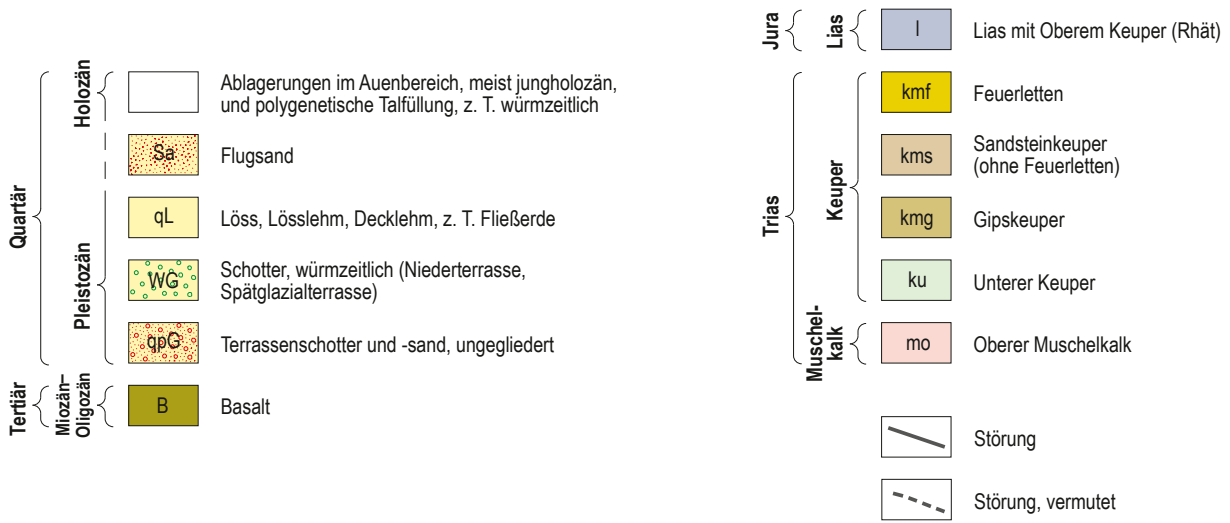 Quartär
Holozän
Ablagerungen im Auenbereich, meist jungholozän,
und polygenetische Talfüllung, z. T. würmzeitlich
Sa
Flugsand
Pleistozän
qL
Löss, Lösslehm, Decklehm, z. T. Fließerde
WG
Schotter, würmzeitlich (Niederterrasse,
Spätglazialterrasse)
qpG
Terrassenschotter und -sand, ungegliedert
Tertiär
Miozän–
Oligozän
B
Basalt
Jura
Lias
l
Lias mit Oberem Keuper (Rhät)
Trias
Keuper
kmf
Feuerletten
kms
Sandsteinkeuper
(ohne Feuerletten)
kmg
Gipskeuper
ku
Unterer Keuper
Muschel-
kalk
mo
Oberer Muschelkalk
Störung
Störung, vermutet